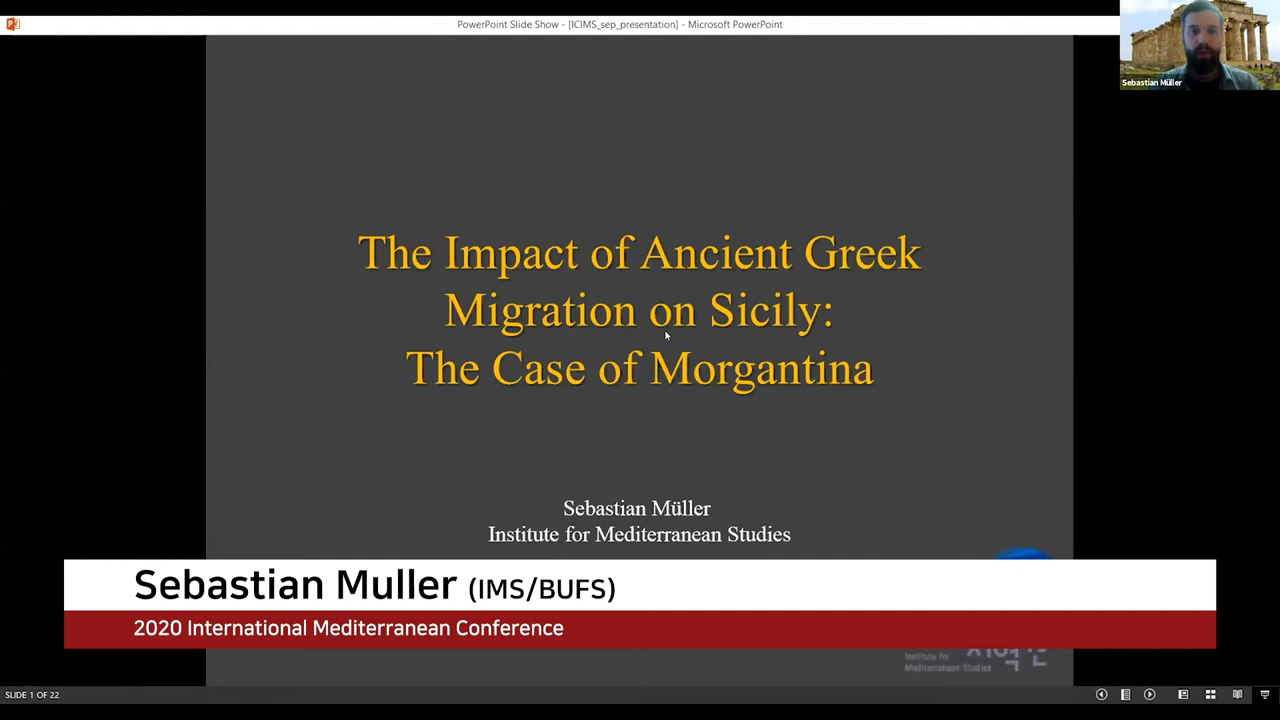 PowerPoint Slide Show - [ICIMS_sep_presentation] - Microsoft PowerPoint
Sebastian Müller
The Impact of Ancient Greek
Migration on Sicily:
The Case of Morgantina
Sebastian Müller
Institute for Mediterranean Studies
Sebastian Muller (IMS/BUFS)
2020 International Mediterranean Conference
Institute for
Mediterranean Studies
SLIDE 1 OF 22